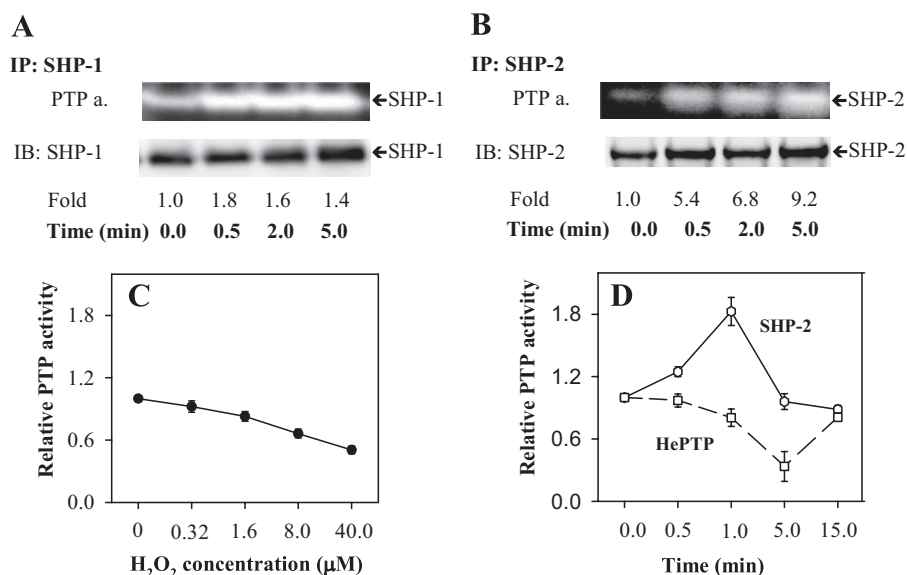 A
IP: SHP-1
PTP a.
←SHP-1
IB: SHP-1
←SHP-1
Fold 1.0 1.8 1.6 1.4
Time (min) 0.0 0.5 2.0 5.0
B
IP: SHP-2
PTP a.
←SHP-2
IB: SHP-2
←SHP-2
Fold 1.0 5.4 6.8 9.2
Time (min) 0.0 0.5 2.0 5.0
C
Relative PTP activity
1.8
1.2
0.6
0.0
0 0.32 1.6 8.0 40.0
H₂O₂ concentration (μM)
D
Relative PTP activity
1.8
1.2
0.6
0.0
SHP-2
HePTP
0.0 0.5 1.0 5.0 15.0
Time (min)